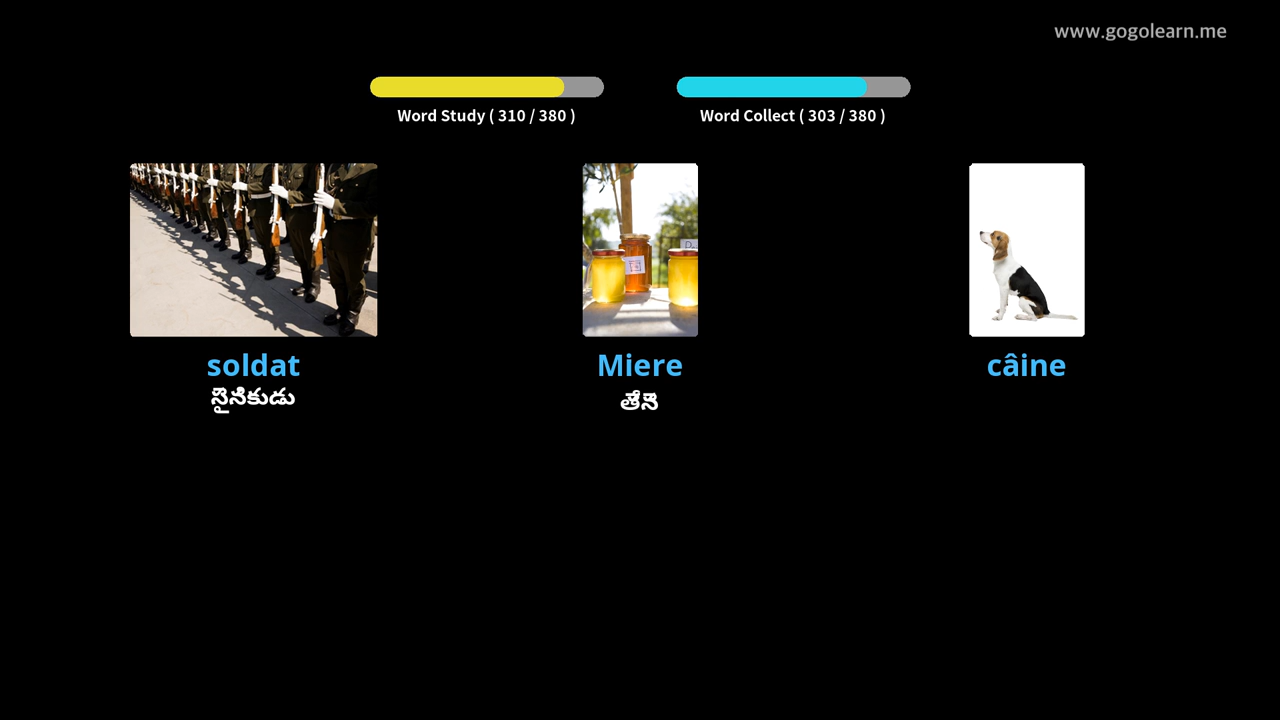 www.gogolearn.me
Word Study ( 310 / 380 )
Word Collect ( 303 / 380 )
soldat
సైనికుడు
Miere
తేనె
câine